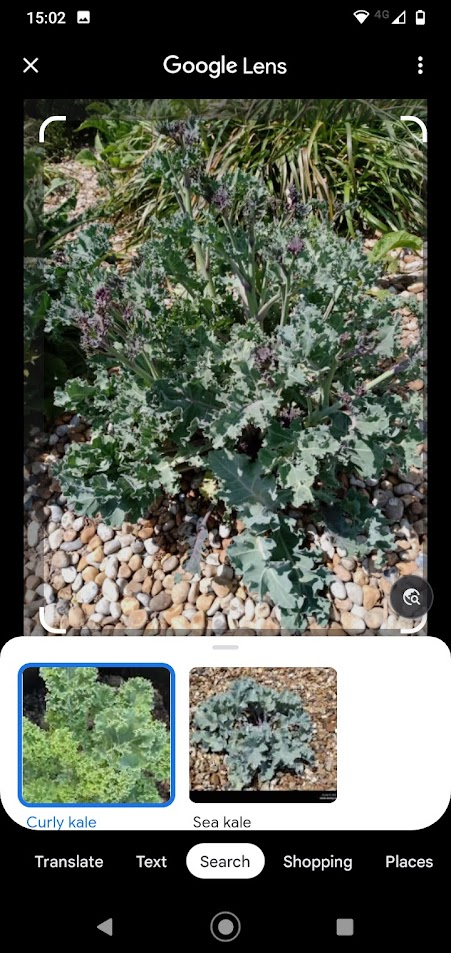 15:02
4G
Google Lens
Curly kale
Sea kale
Translate
Text
Search
Shopping
Places